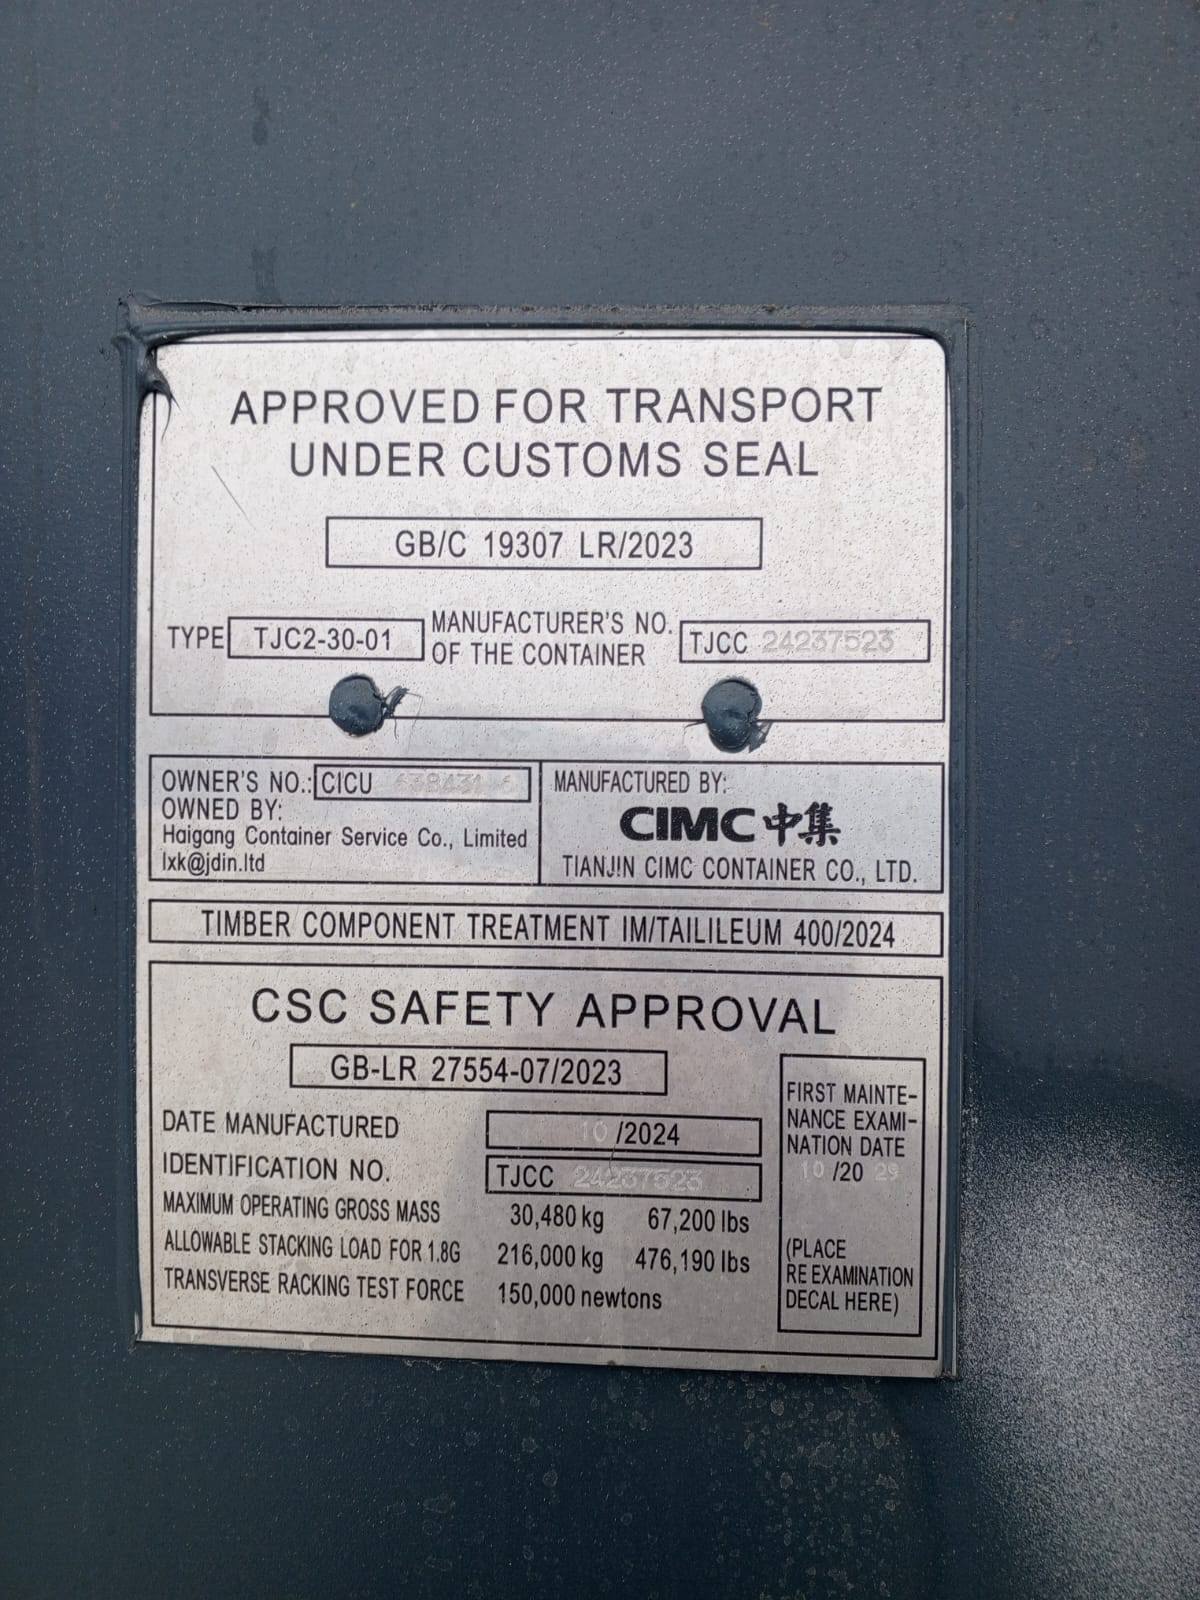 APPROVED FOR TRANSPORT
UNDER CUSTOMS SEAL
GB/C 19307 LR/2023
TYPE TJC2-30-01
MANUFACTURER'S NO.
OF THE CONTAINER
TJCC 24237523
OWNER'S NO.: CICU
OWNED BY:
Haigang Container Service Co., Limited
lxk@jdin.ltd
MANUFACTURED BY:
CIMC 中集
TIANJIN CIMC CONTAINER CO., LTD.
TIMBER COMPONENT TREATMENT IM/TAILILEUM 400/2024
CSC SAFETY APPROVAL
GB-LR 27554-07/2023
DATE MANUFACTURED 10/2024
IDENTIFICATION NO. TJCC 24237523
MAXIMUM OPERATING GROSS MASS 30,480 kg 67,200 lbs
ALLOWABLE STACKING LOAD FOR 1.8G 216,000 kg 476,190 lbs
TRANSVERSE RACKING TEST FORCE 150,000 newtons
FIRST MAINTE-
NANCE EXAMI-
NATION DATE
10/20 29
(PLACE
RE EXAMINATION
DECAL HERE)